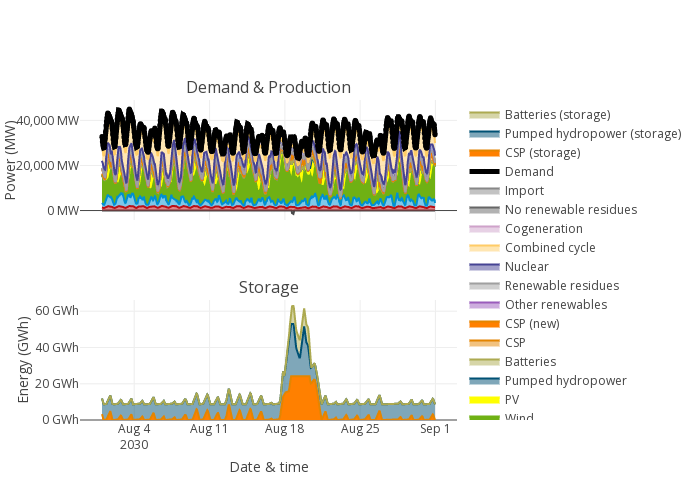 Demand & Production
Power (MW)
40,000 MW
20,000 MW
0 MW
Storage
Energy (GWh)
60 GWh
40 GWh
20 GWh
0 GWh
Aug 4
2030
Aug 11
Aug 18
Aug 25
Sep 1
Date & time
Batteries (storage)
Pumped hydropower (storage)
CSP (storage)
Demand
Import
No renewable residues
Cogeneration
Combined cycle
Nuclear
Renewable residues
Other renewables
CSP (new)
CSP
Batteries
Pumped hydropower
PV
Wind